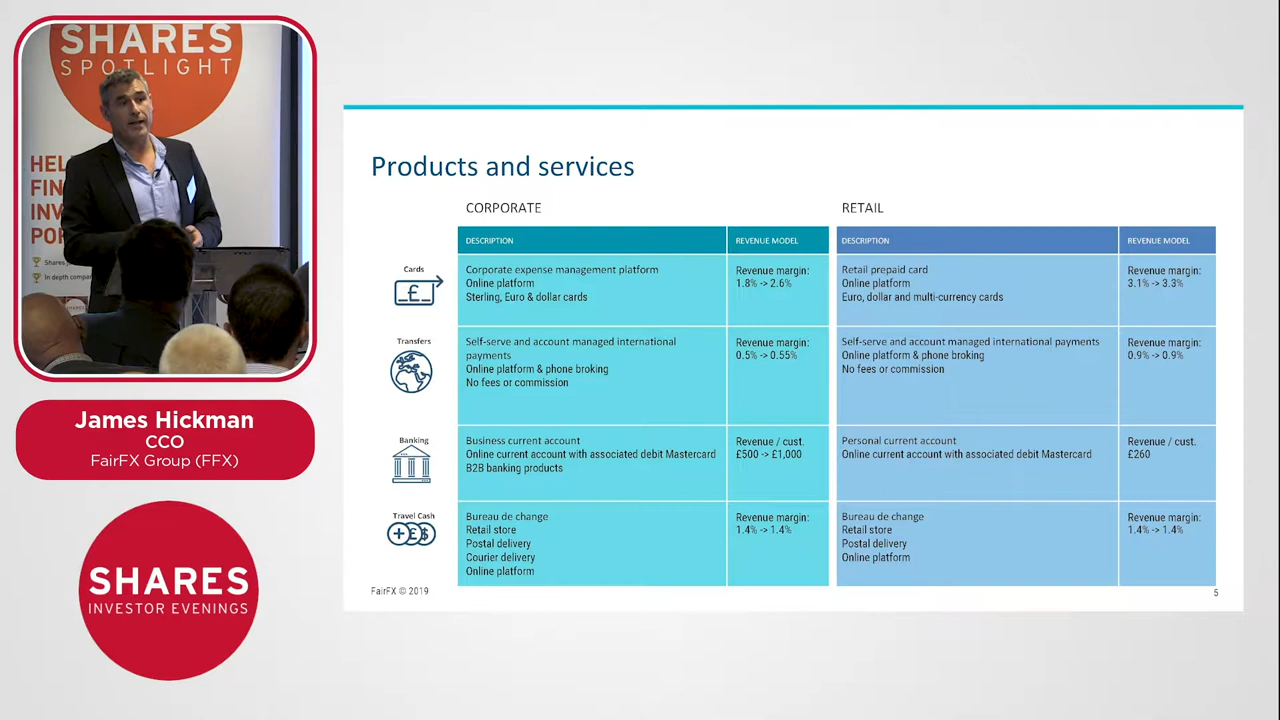 SHARES
SPOTLIGHT
HEL
FIN
INV
POR
Shares
In depth compa
James Hickman
CCO
FairFX Group (FFX)
SHARES
INVESTOR EVENINGS
Products and services
CORPORATE
RETAIL
DESCRIPTION
REVENUE MODEL
DESCRIPTION
REVENUE MODEL
Cards
Corporate expense management platform
Online platform
Sterling, Euro & dollar cards
Revenue margin:
1.8% -> 2.6%
Retail prepaid card
Online platform
Euro, dollar and multi-currency cards
Revenue margin:
3.1% -> 3.3%
Transfers
Self-serve and account managed international
payments
Online platform & phone broking
No fees or commission
Revenue margin:
0.5% -> 0.55%
Self-serve and account managed international payments
Online platform & phone broking
No fees or commission
Revenue margin:
0.9% -> 0.9%
Banking
Business current account
Online current account with associated debit Mastercard
B2B banking products
Revenue / cust.
£500 -> £1,000
Personal current account
Online current account with associated debit Mastercard
Revenue / cust.
£260
Travel Cash
+£$
Bureau de change
Retail store
Postal delivery
Courier delivery
Online platform
Revenue margin:
1.4% -> 1.4%
Bureau de change
Retail store
Postal delivery
Online platform
Revenue margin:
1.4% -> 1.4%
FairFX © 2019
5